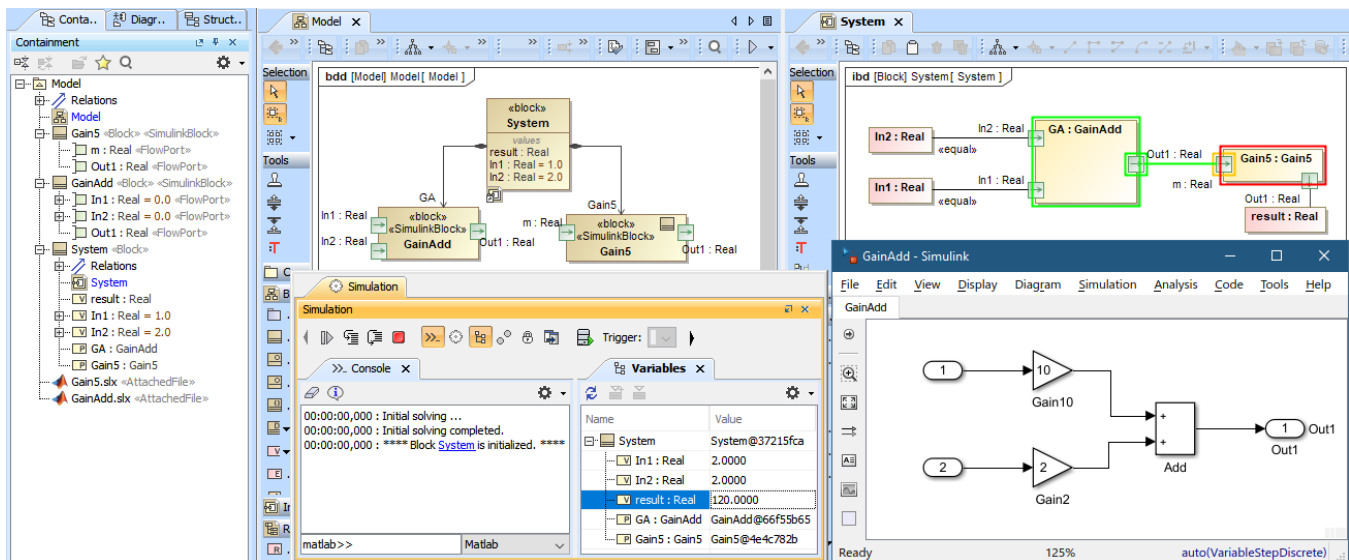 Conta..
Diagr..
Struct..
Containment
Model
Relations
Model
Gain5 «Block» «SimulinkBlock»
m : Real «FlowPort»
Out1 : Real «FlowPort»
GainAdd «Block» «SimulinkBlock»
In1 : Real = 0.0 «FlowPort»
In2 : Real = 0.0 «FlowPort»
Out1 : Real «FlowPort»
System «Block»
Relations
System
result : Real
In1 : Real = 1.0
In2 : Real = 2.0
GA : GainAdd
Gain5 : Gain5
Gain5.slx «AttachedFile»
GainAdd.slx «AttachedFile»
Model
Selection
Tools
bdd [Model] Model[ Model ]
«block»
System
values
result : Real
In1 : Real = 1.0
In2 : Real = 2.0
GA
Gain5
In1 : Real
In2 : Real
«block»
«SimulinkBlock»
GainAdd
Out1 : Real
m : Real
«block»
«SimulinkBlock»
Gain5
Out1 : Real
System
Selection
Tools
ibd [Block] System[ System ]
In2 : Real
In2 : Real
«equal»
GA : GainAdd
Out1 : Real
Gain5 : Gain5
In1 : Real
In1 : Real
«equal»
m : Real
Out1 : Real
result : Real
Simulation
Simulation
Trigger:
Console
00:00:00,000 : Initial solving ...
00:00:00,000 : Initial solving completed.
00:00:00,000 : **** Block System is initialized. ****
matlab>>
Matlab
Variables
Name Value
System System@37215fca
In1 : Real 2.0000
In2 : Real 2.0000
result : Real 120.0000
GA : GainAdd GainAdd@66f55b65
Gain5 : Gain5 Gain5@4e4c782b
GainAdd - Simulink
File Edit View Display Diagram Simulation Analysis Code Tools Help
GainAdd
1
10
Gain10
2
2
Gain2
+
+
Add
1
Out1
Out1
Ready 125% auto(VariableStepDiscrete)